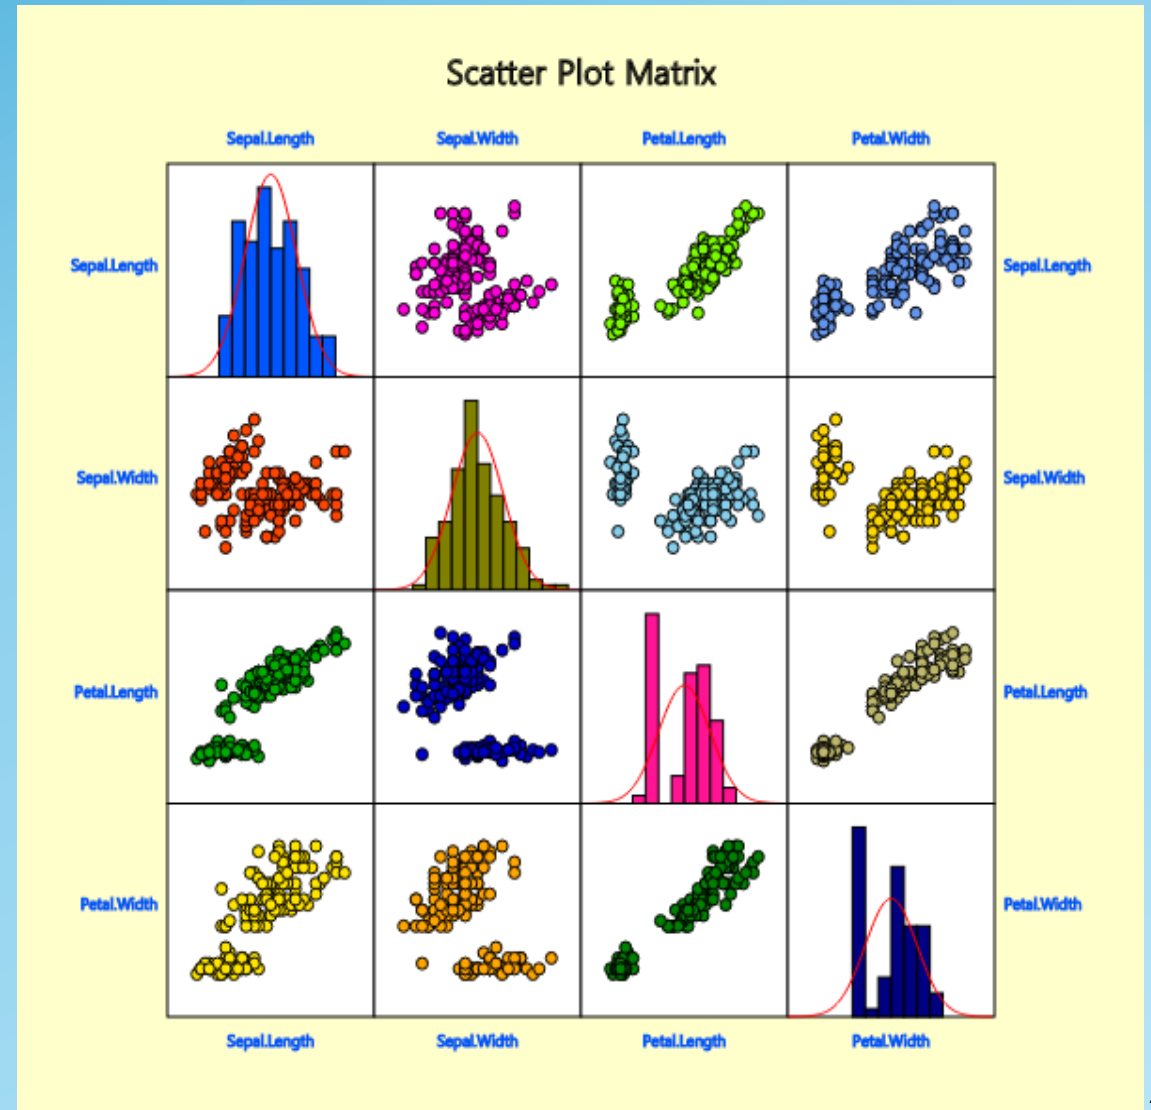 Scatter Plot Matrix
Sepal.Length Sepal.Width Petal.Length Petal.Width
Sepal.Length Sepal.Length
Sepal.Width Sepal.Width
Petal.Length Petal.Length
Petal.Width Petal.Width
Sepal.Length Sepal.Width Petal.Length Petal.Width